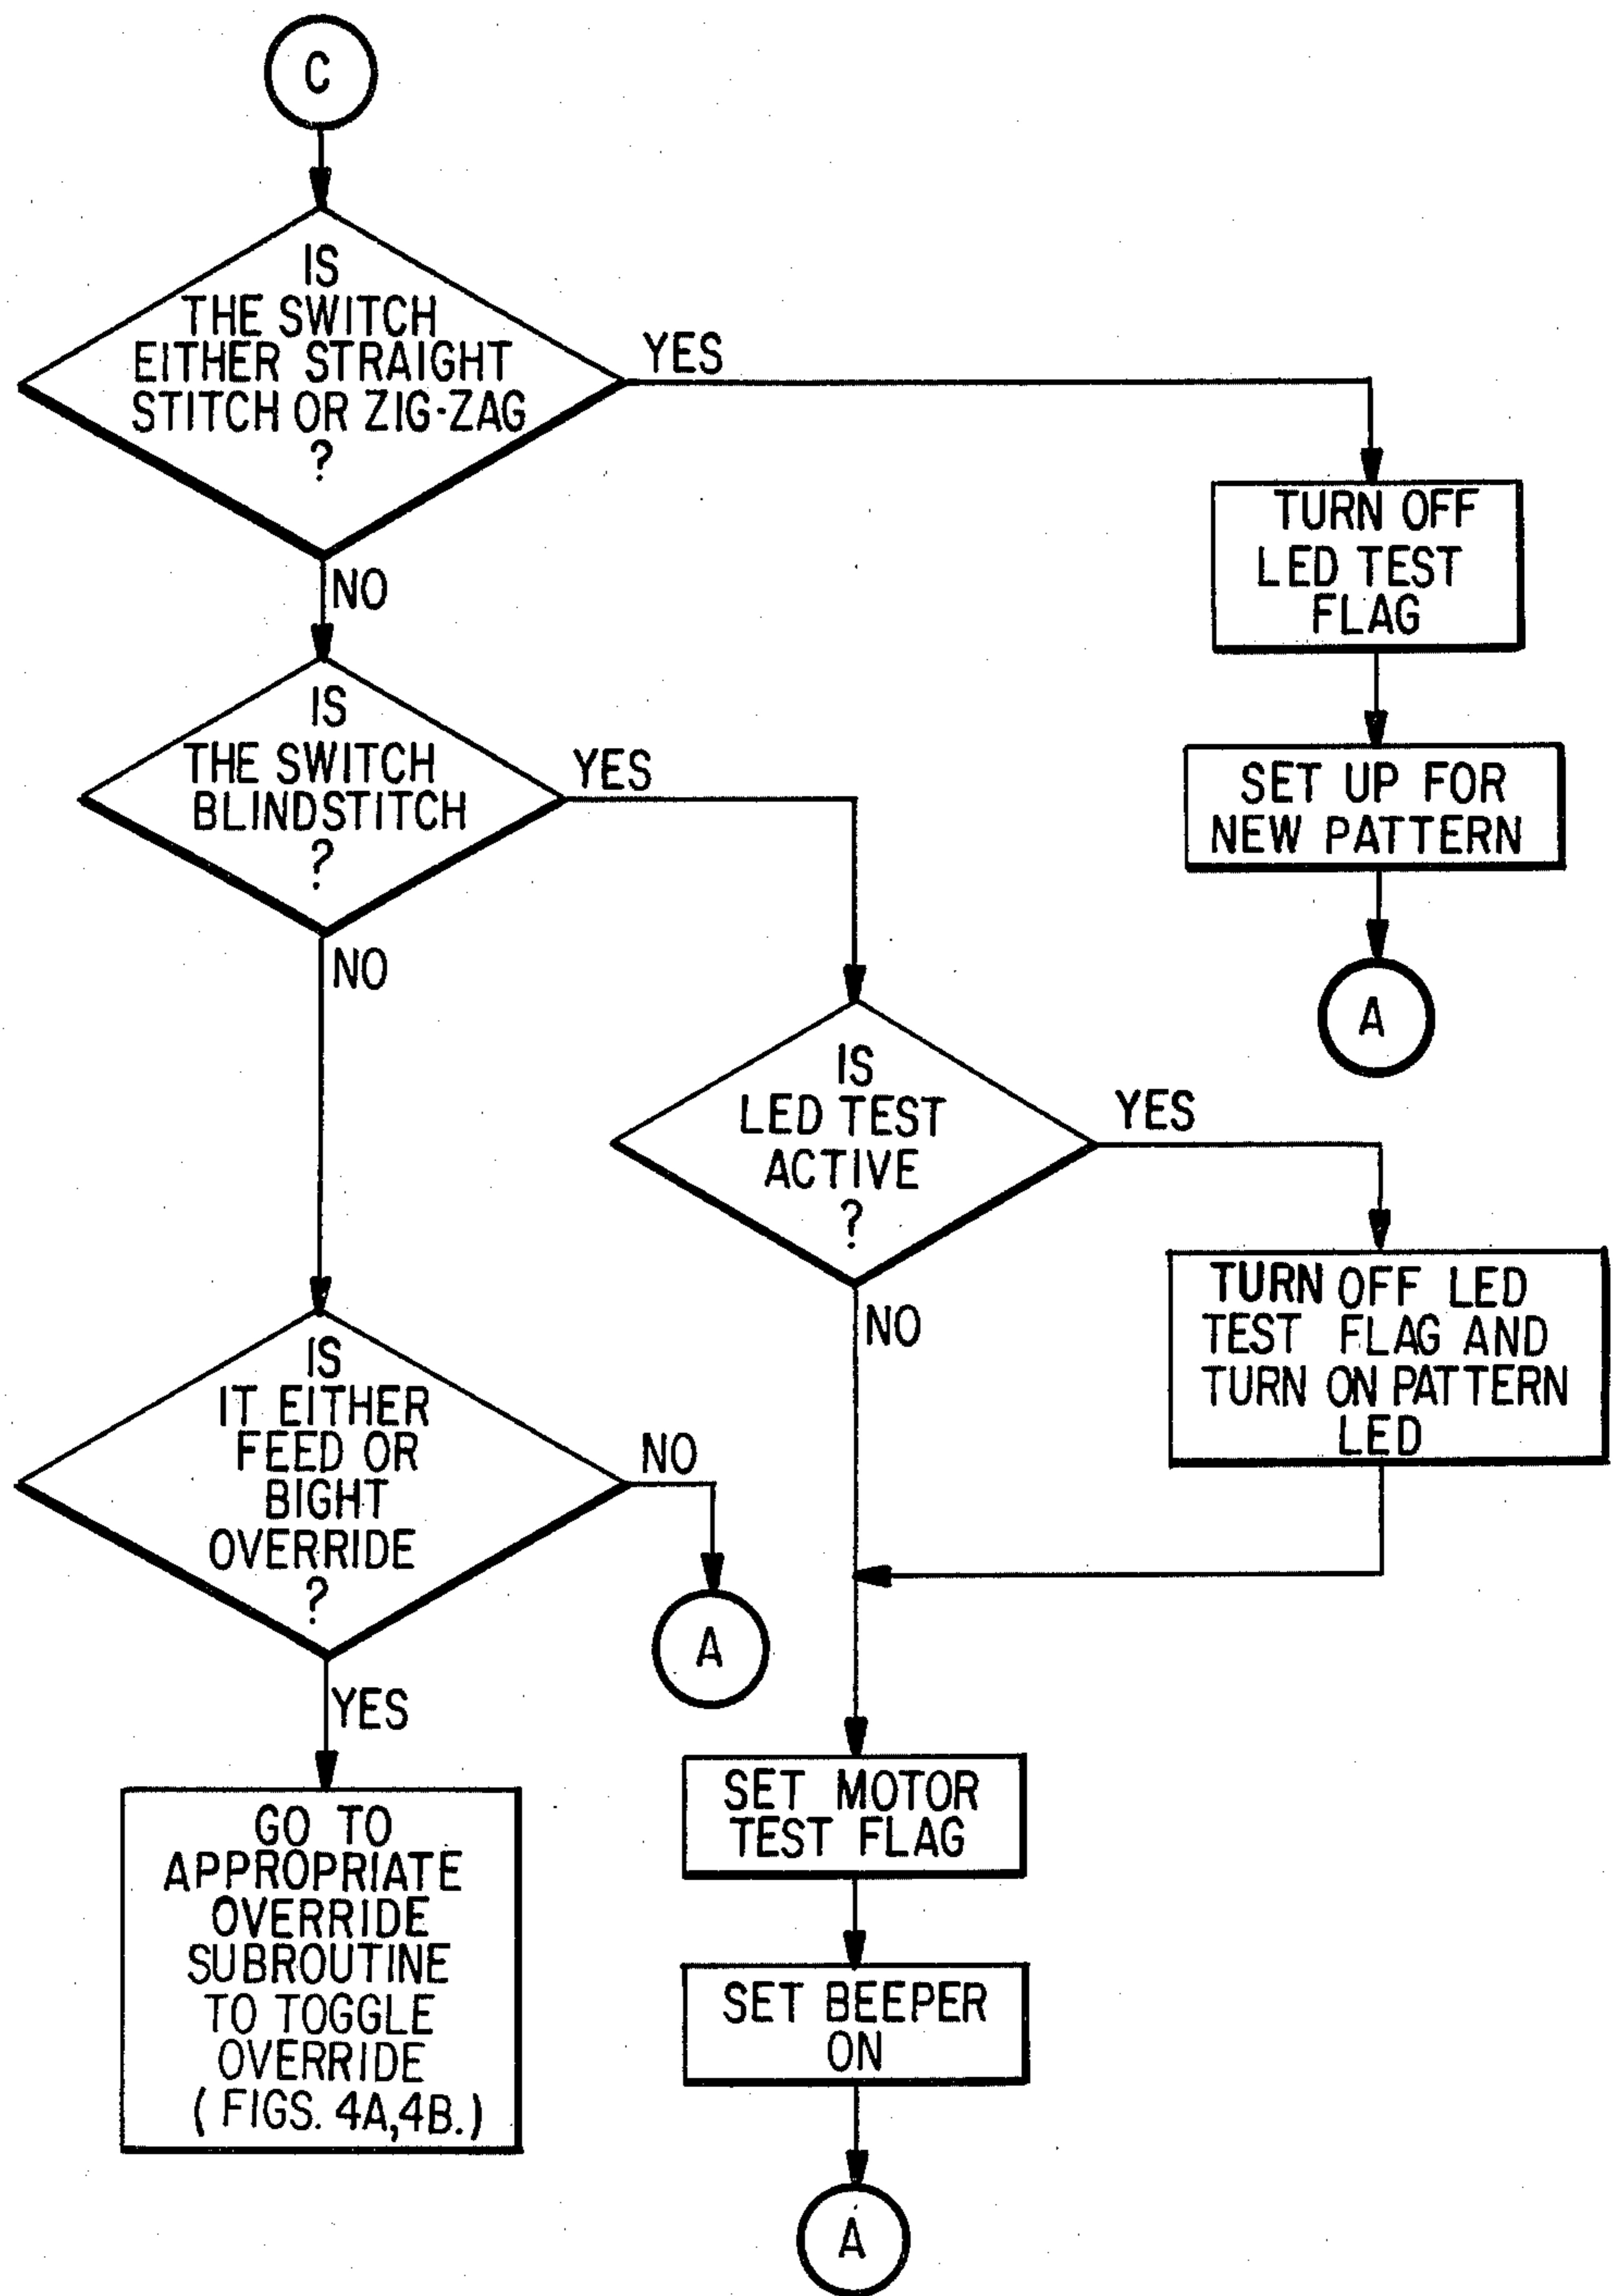 C
IS
THE SWITCH
EITHER STRAIGHT
STITCH OR ZIG-ZAG
?
YES
NO
TURN OFF
LED TEST
FLAG
SET UP FOR
NEW PATTERN
A
IS
THE SWITCH
BLINDSTITCH
?
YES
NO
IS
LED TEST
ACTIVE
?
YES
NO
TURN OFF LED
TEST FLAG AND
TURN ON PATTERN
LED
IS
IT EITHER
FEED OR
BIGHT
OVERRIDE
?
NO
A
YES
GO TO
APPROPRIATE
OVERRIDE
SUBROUTINE
TO TOGGLE
OVERRIDE
( FIGS. 4A,4B.)
SET MOTOR
TEST FLAG
SET BEEPER
ON
A